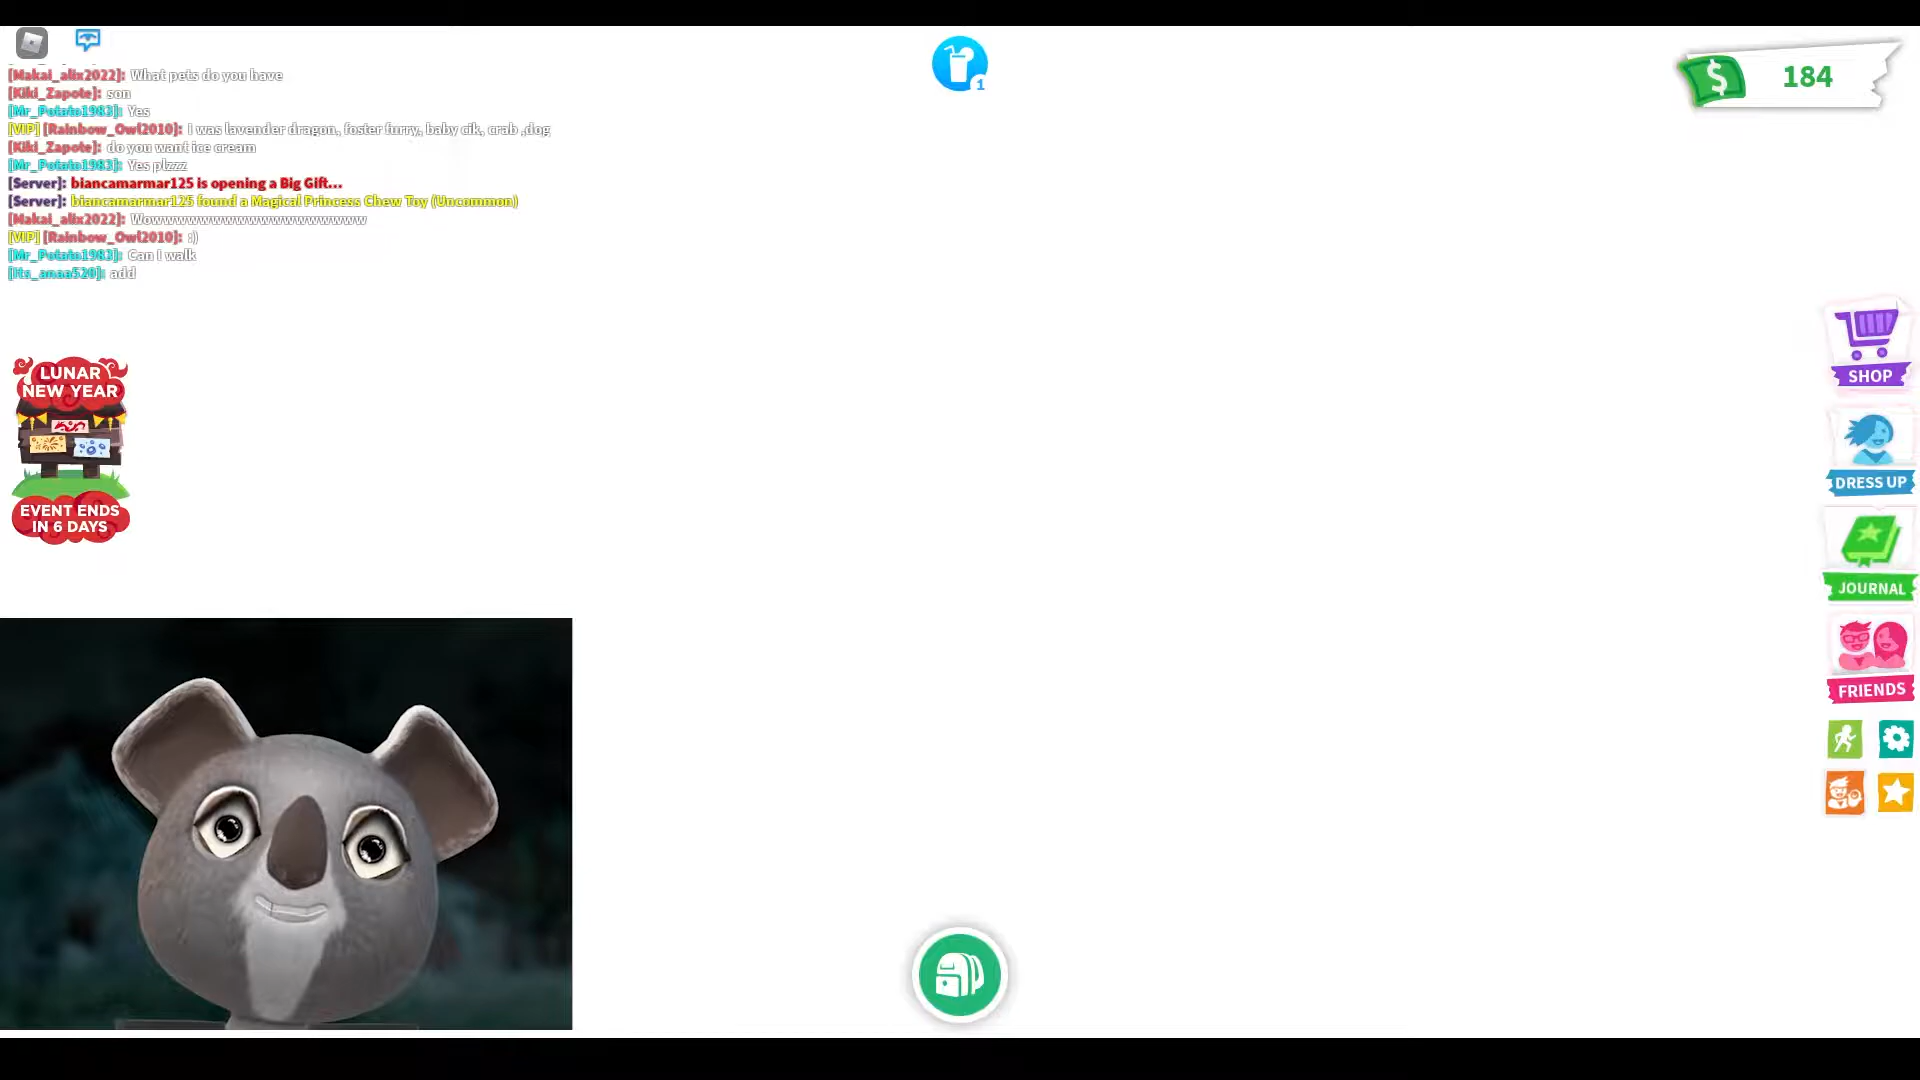 [Makai_alix2022]: What pets do you have
[Kiki_Zapote]: son
[Mr_Potato1983]: Yes
[VIP] [Rainbow_Owl2010]: I was lavender dragon, foster furry, baby cik, crab ,dog
[Kiki_Zapote]: do you want ice cream
[Mr_Potato1983]: Yes plzzz
[Server]: biancamarmar125 is opening a Big Gift...
[Server]: biancamarmar125 found a Magical Princess Chew Toy (Uncommon)
[Makai_alix2022]: Wowwwwwwwwwwwwwwwwww
[VIP] [Rainbow_Owl2010]: :)
[Mr_Potato1983]: Can I walk
[Its_anaa520]: add
1
184
LUNAR
NEW YEAR
EVENT ENDS
IN 6 DAYS
SHOP
DRESS UP
JOURNAL
FRIENDS